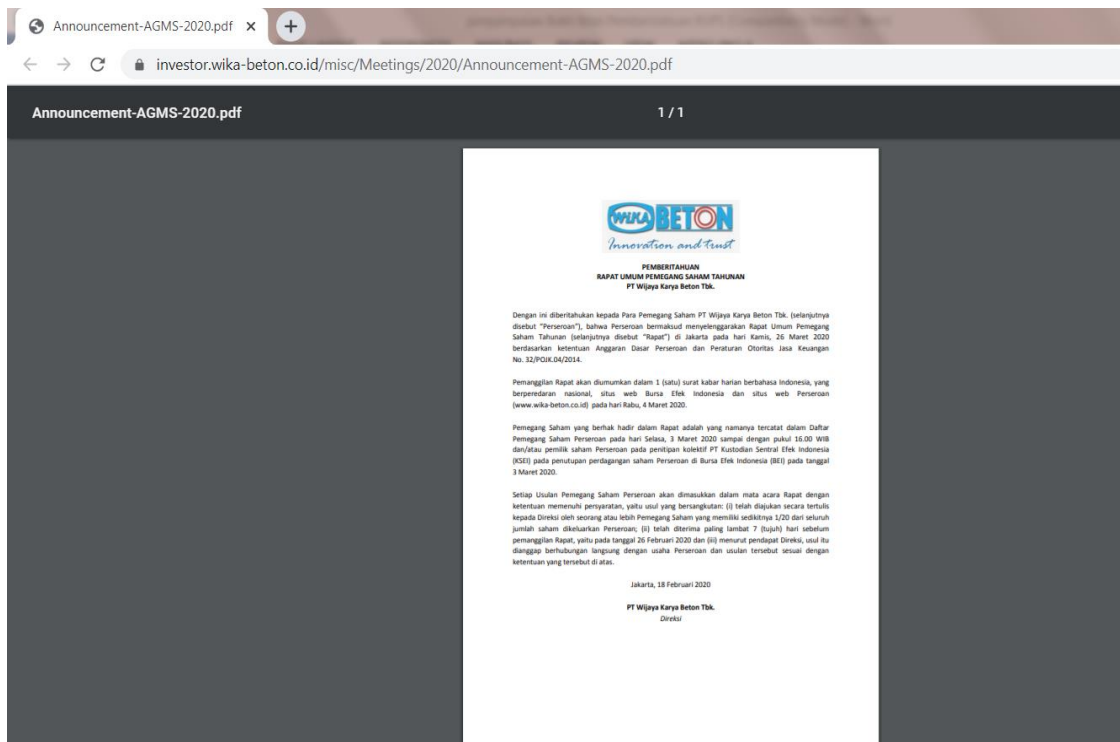 Announcement-AGMS-2020.pdf
investor.wika-beton.co.id/misc/Meetings/2020/Announcement-AGMS-2020.pdf
Announcement-AGMS-2020.pdf
1 / 1
WIKA BETON
Innovation and trust
PEMBERITAHUAN
RAPAT UMUM PEMEGANG SAHAM TAHUNAN
PT Wijaya Karya Beton Tbk.
Dengan ini diberitahukan kepada Para Pemegang Saham PT Wijaya Karya Beton Tbk. (selanjutnya
disebut "Perseroan"), bahwa Perseroan bermaksud menyelenggarakan Rapat Umum Pemegang
Saham Tahunan (selanjutnya disebut "Rapat") di Jakarta pada hari Kamis, 26 Maret 2020
berdasarkan ketentuan Anggaran Dasar Perseroan dan Peraturan Otoritas Jasa Keuangan
No. 32/POJK.04/2014.
Pemanggilan Rapat akan diumumkan dalam 1 (satu) surat kabar harian berbahasa Indonesia, yang
berperedaran nasional, situs web Bursa Efek Indonesia dan situs web Perseroan
(www.wika-beton.co.id) pada hari Rabu, 4 Maret 2020.
Pemegang Saham yang berhak hadir dalam Rapat adalah yang namanya tercatat dalam Daftar
Pemegang Saham Perseroan pada hari Selasa, 3 Maret 2020 sampai dengan pukul 16.00 WIB
dan/atau pemilik saham Perseroan pada penitipan kolektif PT Kustodian Sentral Efek Indonesia
(KSEI) pada penutupan perdagangan saham Perseroan di Bursa Efek Indonesia (BEI) pada tanggal
3 Maret 2020.
Setiap Usulan Pemegang Saham Perseroan akan dimasukkan dalam mata acara Rapat dengan
ketentuan memenuhi persyaratan, yaitu usul yang bersangkutan: (i) telah diajukan secara tertulis
kepada Direksi oleh seorang atau lebih Pemegang Saham yang memiliki sedikitnya 1/20 dari seluruh
jumlah saham dikeluarkan Perseroan; (ii) telah diterima paling lambat 7 (tujuh) hari sebelum
pemanggilan Rapat, yaitu pada tanggal 26 Februari 2020 dan (iii) menurut pendapat Direksi, usul itu
dianggap berhubungan langsung dengan usaha Perseroan dan usulan tersebut sesuai dengan
ketentuan yang tersebut di atas.
Jakarta, 18 Februari 2020
PT Wijaya Karya Beton Tbk.
Direksi